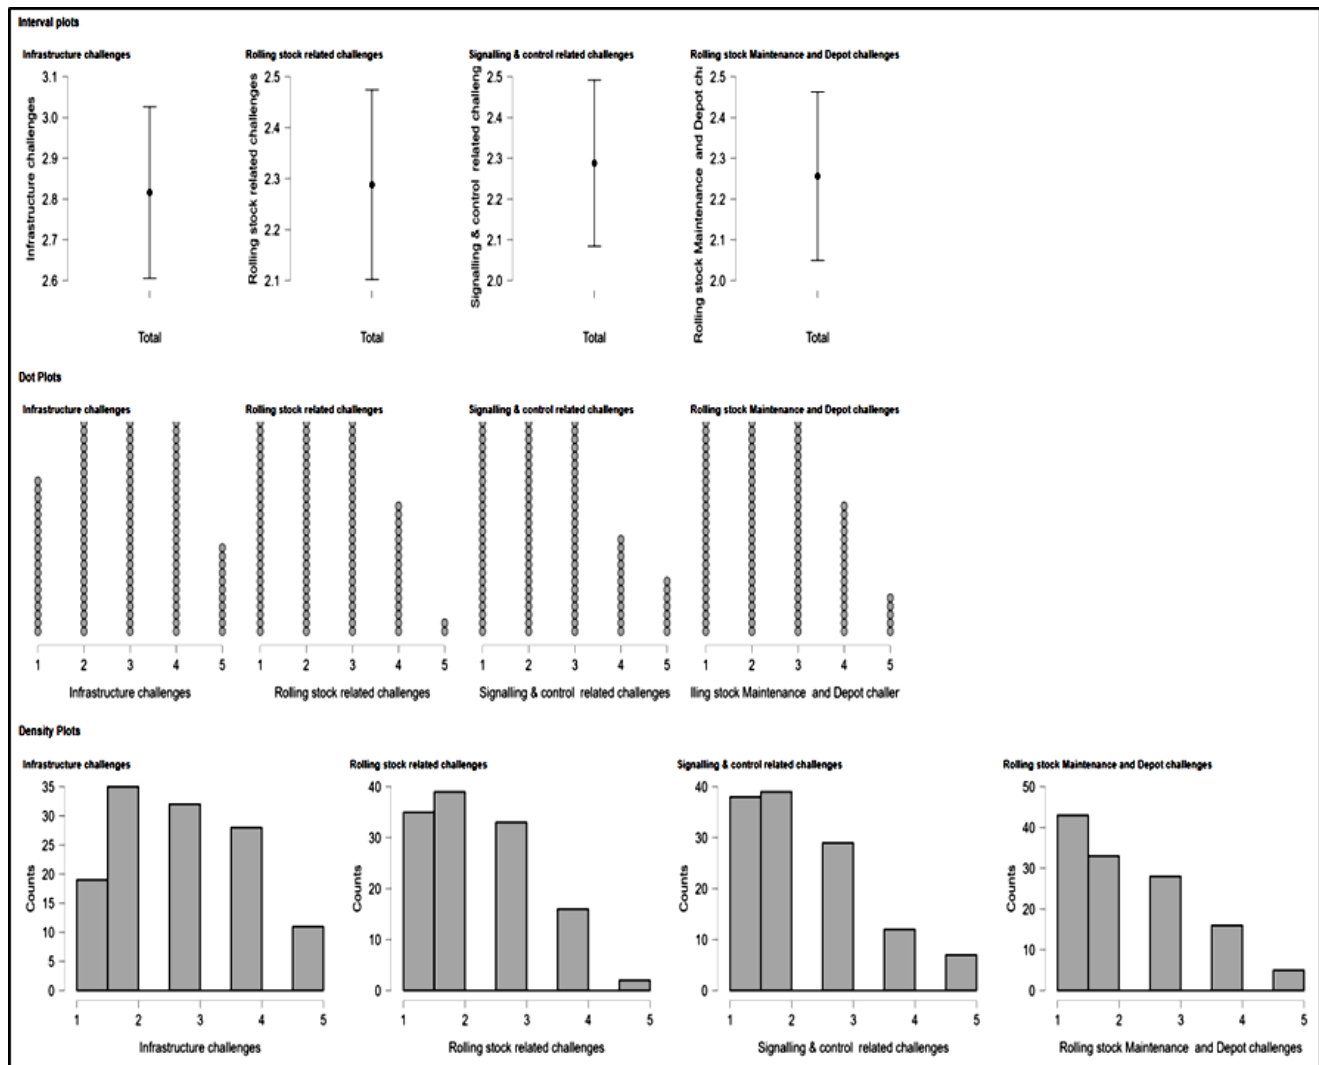 Interval plots
Infrastructure challenges
Rolling stock related challenges
Signalling & control related challenges
Rolling stock Maintenance and Depot challenges
Infrastructure challenges
3.1
3.0
2.9
2.8
2.7
2.6
Total
Rolling stock related challenges
2.5
2.4
2.3
2.2
2.1
Total
Signalling & control related challeng
2.5
2.4
2.3
2.2
2.1
2.0
Total
Rolling stock Maintenance and Depot cha
2.5
2.4
2.3
2.2
2.1
2.0
Total
Dot Plots
Infrastructure challenges
Rolling stock related challenges
Signalling & control related challenges
Rolling stock Maintenance and Depot challenges
1 2 3 4 5
Infrastructure challenges
1 2 3 4 5
Rolling stock related challenges
1 2 3 4 5
Signalling & control related challenges
1 2 3 4 5
lling stock Maintenance and Depot challer
Density Plots
Infrastructure challenges
Rolling stock related challenges
Signalling & control related challenges
Rolling stock Maintenance and Depot challenges
Counts
35
30
25
20
15
10
5
0
1 2 3 4 5
Infrastructure challenges
Counts
40
30
20
10
0
1 2 3 4 5
Rolling stock related challenges
Counts
40
30
20
10
0
1 2 3 4 5
Signalling & control related challenges
Counts
50
40
30
20
10
0
1 2 3 4 5
Rolling stock Maintenance and Depot challenges